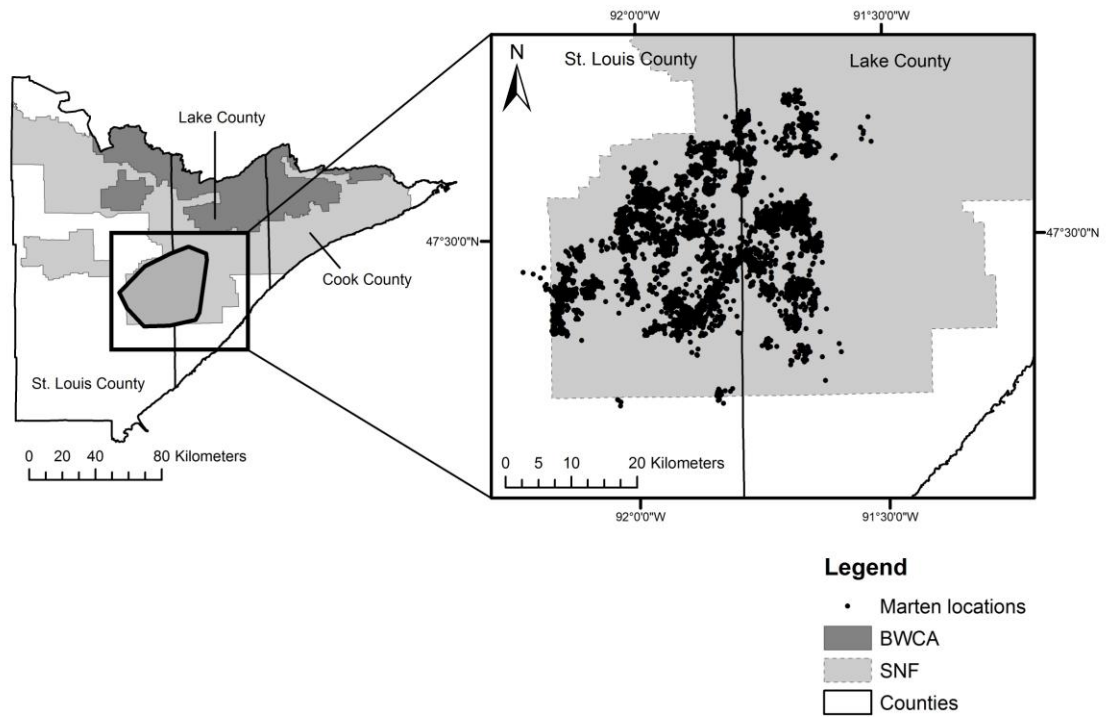 92°0'0"W
91°30'0"W
N
St. Louis County
Lake County
Lake County
47°30'0"N
47°30'0"N
Cook County
St. Louis County
0 20 40 80 Kilometers
0 5 10 20 Kilometers
92°0'0"W
91°30'0"W
Legend
Marten locations
BWCA
SNF
Counties